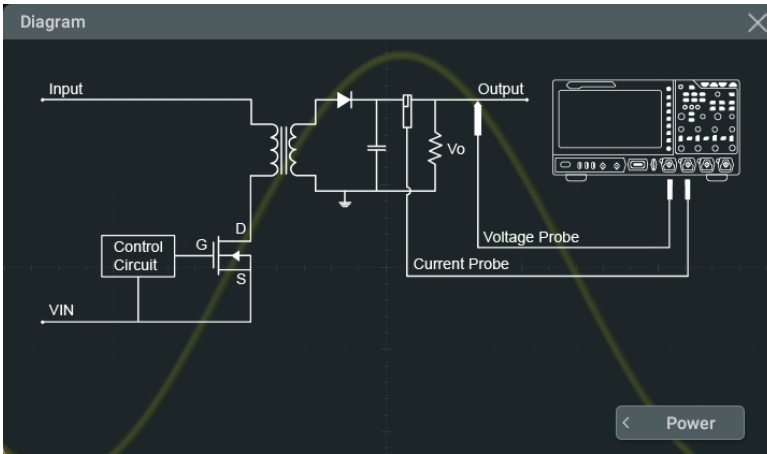 Diagram
Input
Output
Vo
D
Control
Circuit
G
S
Voltage Probe
Current Probe
VIN
Power